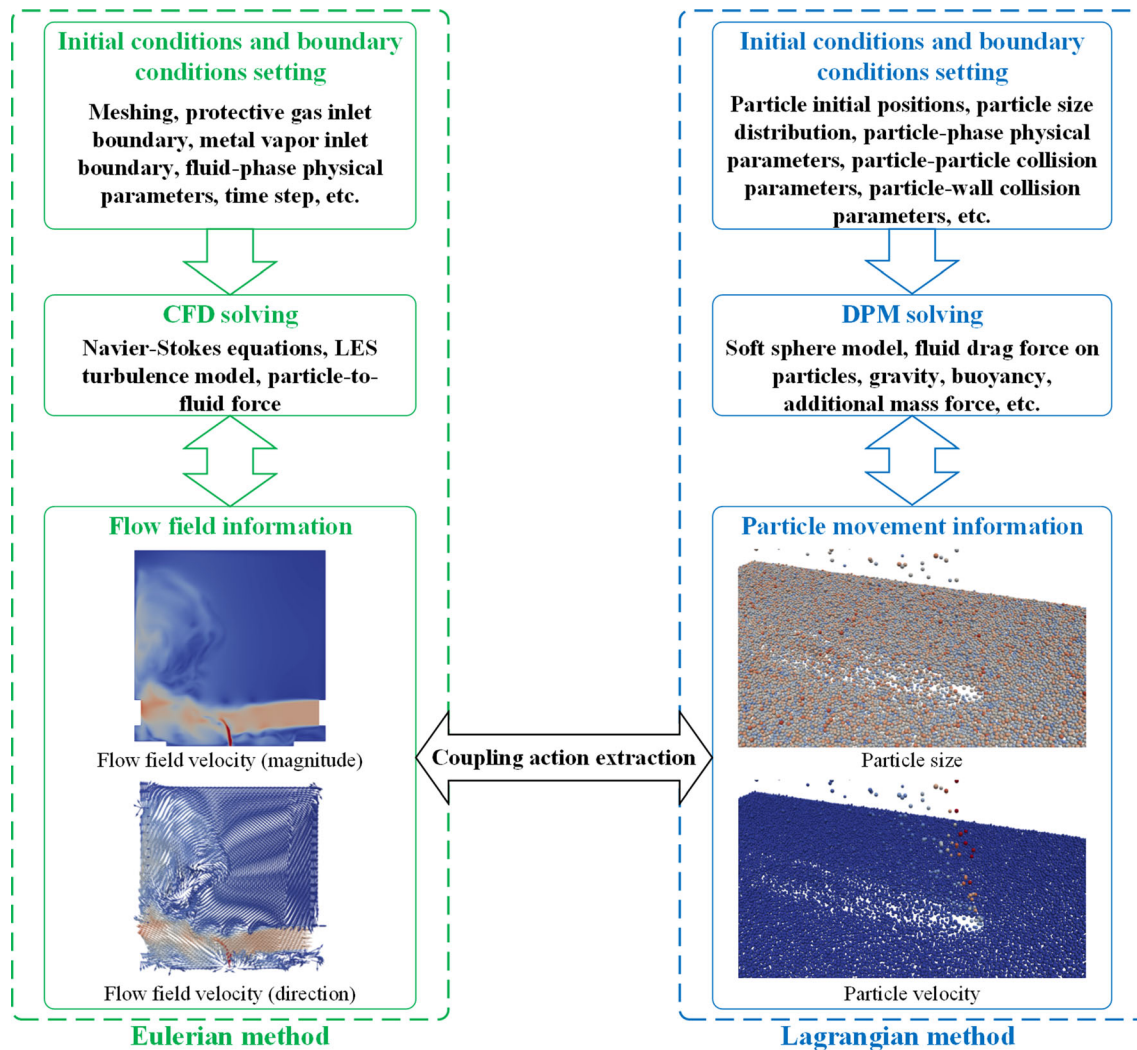 Initial conditions and boundary
conditions setting
Meshing, protective gas inlet
boundary, metal vapor inlet
boundary, fluid-phase physical
parameters, time step, etc.
CFD solving
Navier-Stokes equations, LES
turbulence model, particle-to-
fluid force
Flow field information
Flow field velocity (magnitude)
Flow field velocity (direction)
Eulerian method
Coupling action extraction
Initial conditions and boundary
conditions setting
Particle initial positions, particle size
distribution, particle-phase physical
parameters, particle-particle collision
parameters, particle-wall collision
parameters, etc.
DPM solving
Soft sphere model, fluid drag force on
particles, gravity, buoyancy,
additional mass force, etc.
Particle movement information
Particle size
Particle velocity
Lagrangian method